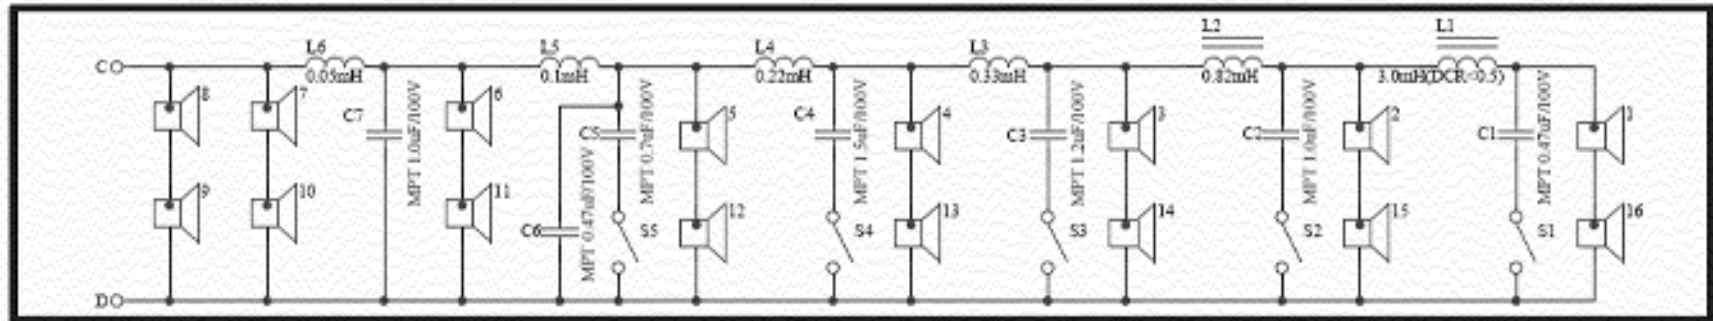 L6
0.05mH
L5
0.1mH
L4
0.22mH
L3
0.33mH
L2
0.82mH
L1
3.0mH(DCR<0.5)
C
8
7
C7
MPT 1.0uF/100V
6
C5
MPT 0.7uF/100V
5
C4
MPT 1.5uF/100V
4
C3
MPT 1.2uF/100V
3
C2
MPT 1.0uF/100V
2
C1
MPT 0.47uF/100V
1
9
10
11
C6
MPT 0.47uF/100V
S5
12
S4
13
S3
14
S2
15
S1
16
D